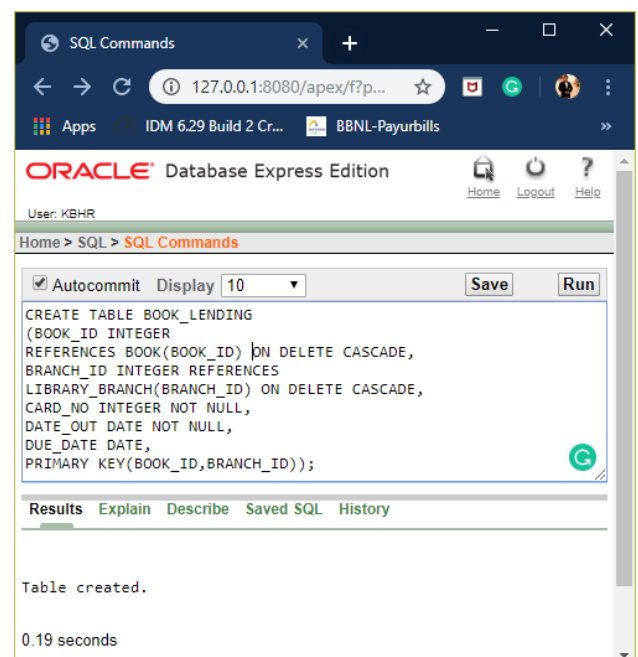 SQL Commands
127.0.0.1:8080/apex/f?p...
Apps IDM 6.29 Build 2 Cr... BBNL-Payurbills »
ORACLE Database Express Edition
Home Logout Help
User: KBHR
Home > SQL > SQL Commands
Autocommit Display 10 Save Run
CREATE TABLE BOOK_LENDING
(BOOK_ID INTEGER
REFERENCES BOOK(BOOK_ID) ON DELETE CASCADE,
BRANCH_ID INTEGER REFERENCES
LIBRARY_BRANCH(BRANCH_ID) ON DELETE CASCADE,
CARD_NO INTEGER NOT NULL,
DATE_OUT DATE NOT NULL,
DUE_DATE DATE,
PRIMARY KEY(BOOK_ID,BRANCH_ID));
Results Explain Describe Saved SQL History
Table created.
0.19 seconds